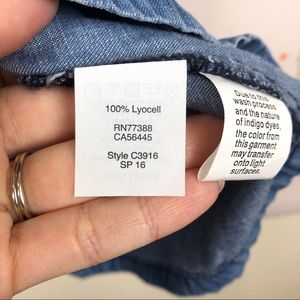 100% Lyocell
RN77388
CA56445
Style C3916
SP 16
Due to this
wash process
and the nature
of indigo dyes,
the color from
this garment
may transfer
onto light
surfaces.